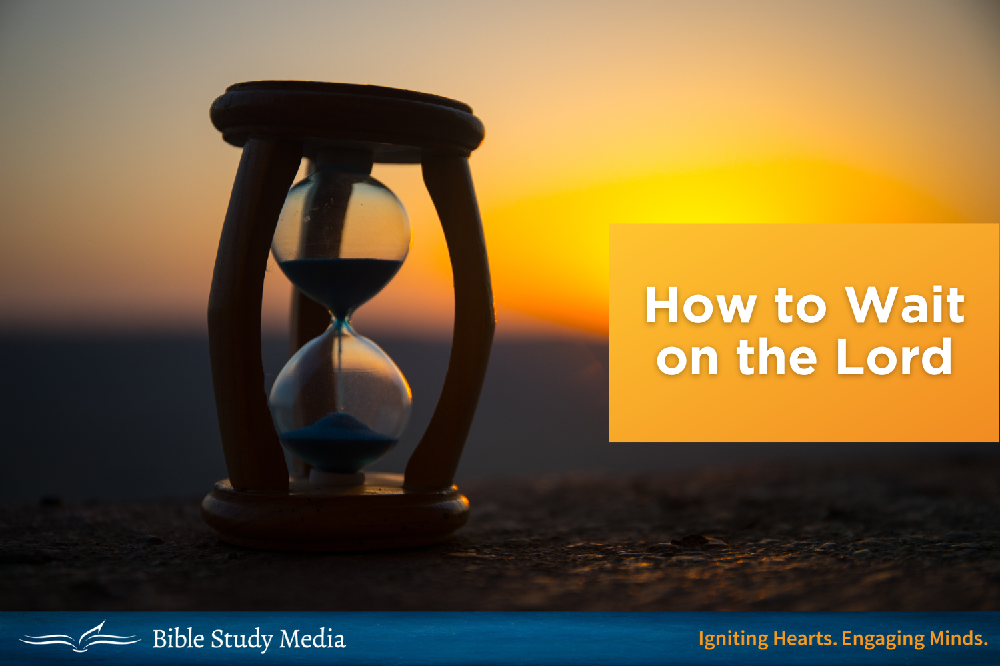 How to Wait
on the Lord
Bible Study Media
Igniting Hearts. Engaging Minds.